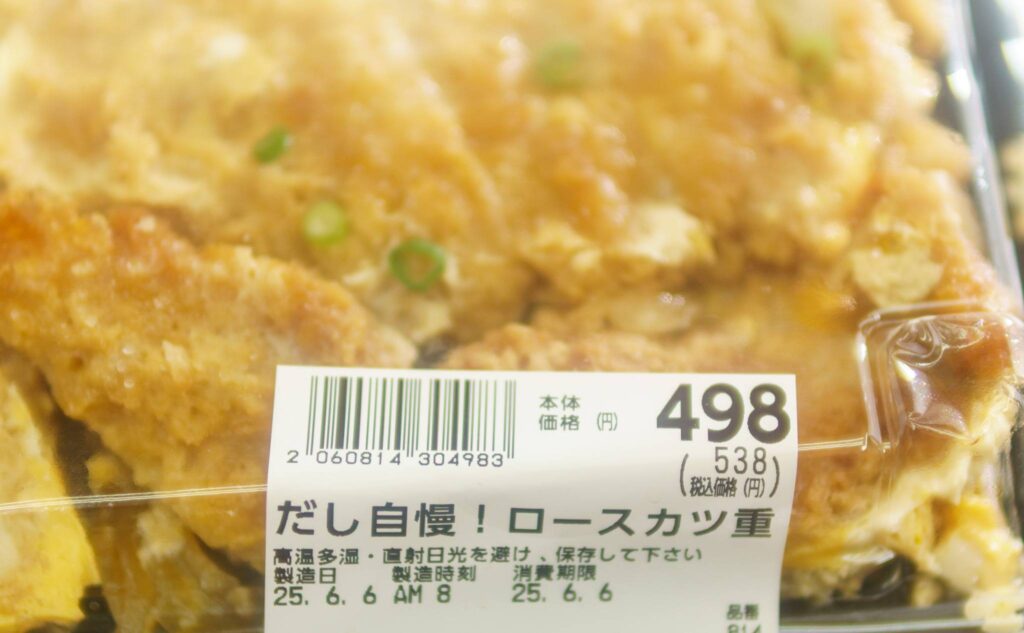 本体
価格 (円)
498
(538)
税込価格 (円)
2 060814 304983
だし自慢！ロースカツ重
高温多湿・直射日光を避け、保存して下さい
製造日 製造時刻 消費期限
25. 6. 6 AM 8 25. 6. 6
品番